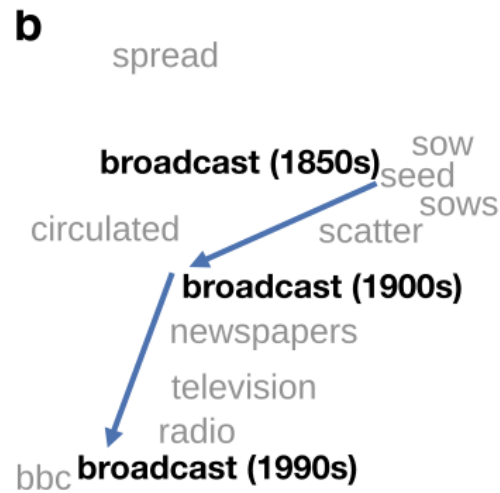 b
spread
sow
broadcast (1850s)
seed
sows
circulated
scatter
broadcast (1900s)
newspapers
television
radio
broadcast (1990s)
bbc